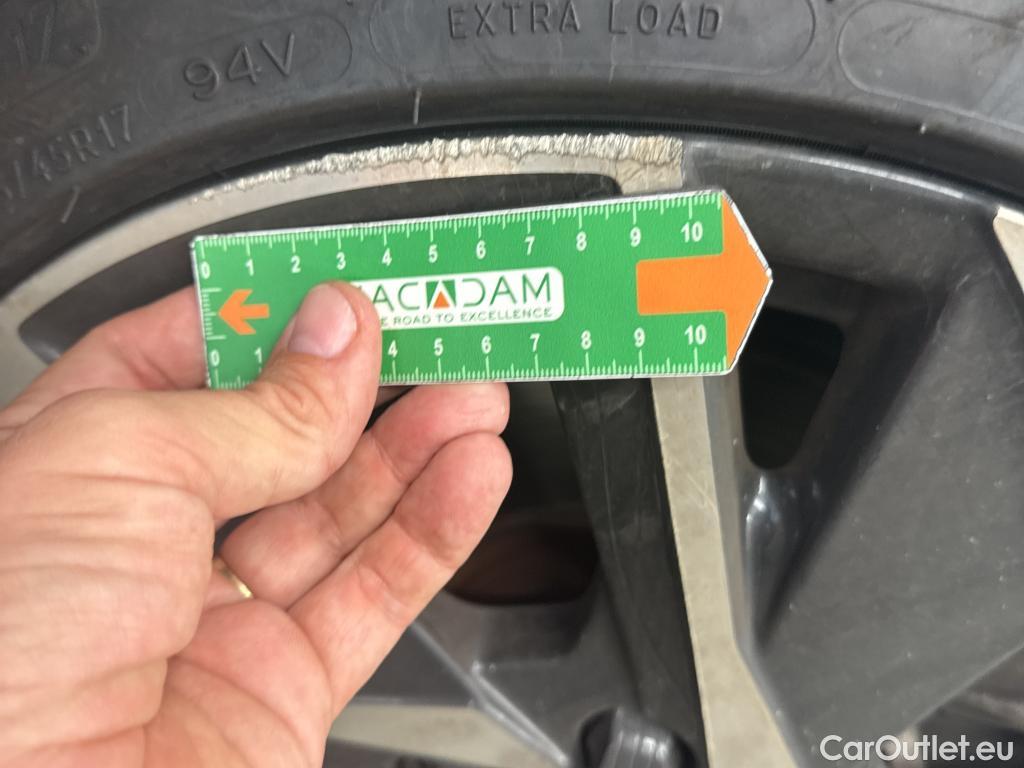 EXTRA LOAD
94V
/45R17
0 1 2 3 4 5 6 7 8 9 10
ACADAM
ROAD TO EXCELLENCE
0 1 4 5 6 7 8 9 10
CarOutlet.eu